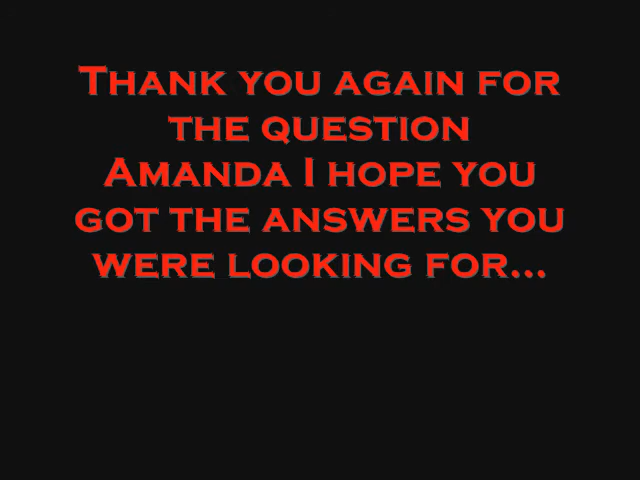 Thank you again for
the question
Amanda I hope you
got the answers you
were looking for...